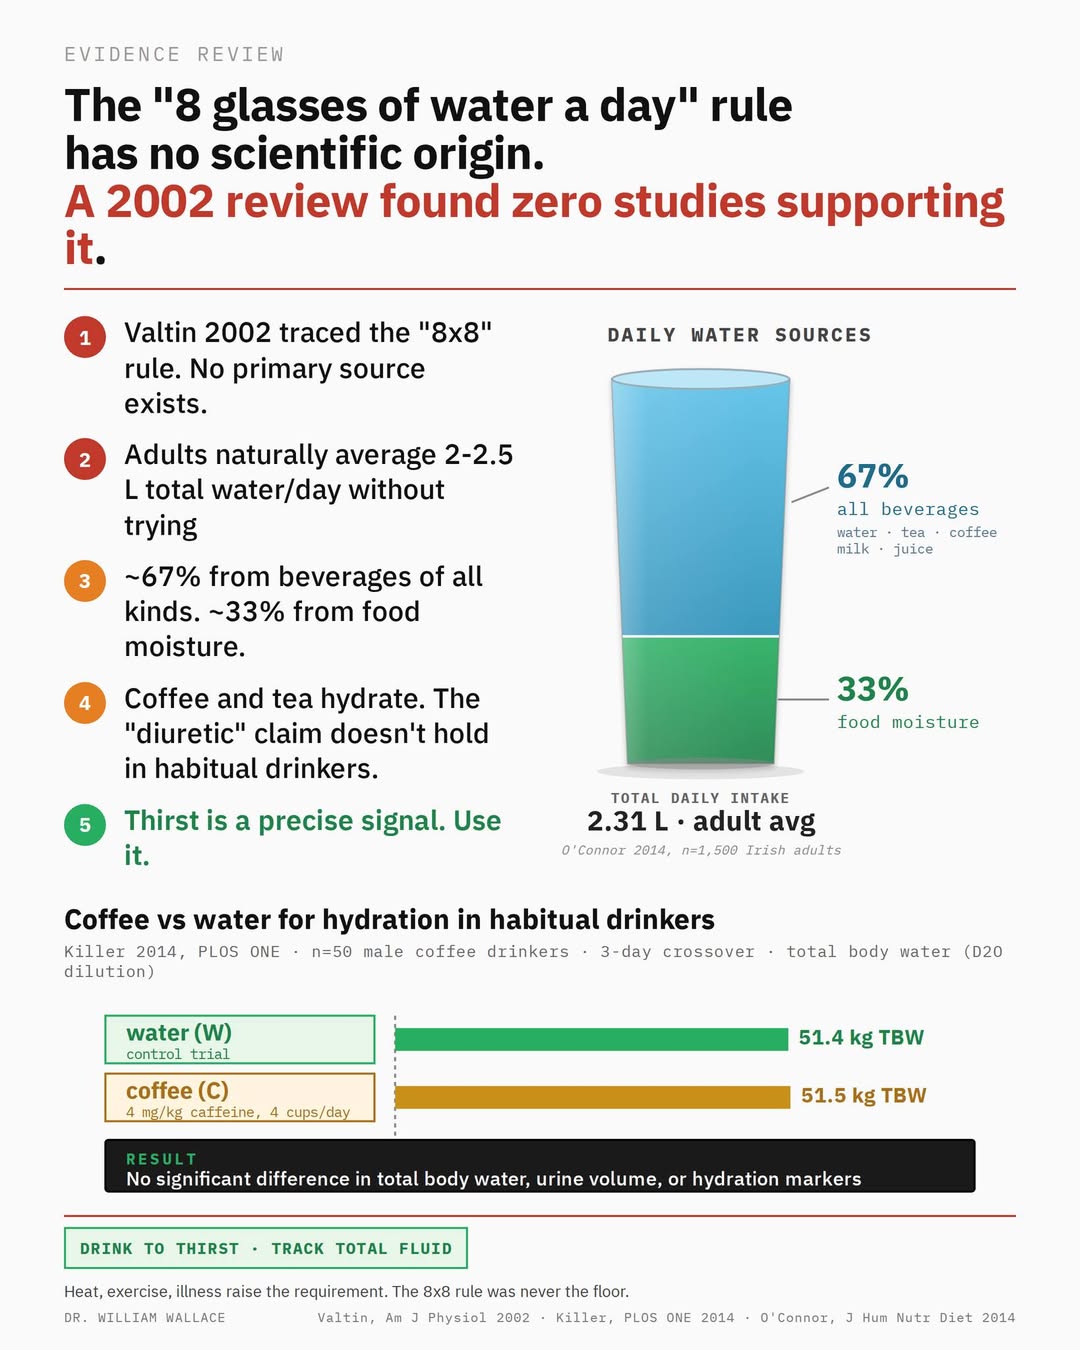 EVIDENCE REVIEW
The "8 glasses of water a day" rule
has no scientific origin.
A 2002 review found zero studies supporting
it.
1
Valtin 2002 traced the "8x8"
rule. No primary source
exists.
2
Adults naturally average 2-2.5
L total water/day without
trying
3
~67% from beverages of all
kinds. ~33% from food
moisture.
4
Coffee and tea hydrate. The
"diuretic" claim doesn't hold
in habitual drinkers.
5
Thirst is a precise signal. Use
it.
DAILY WATER SOURCES
67%
all beverages
water · tea · coffee
milk · juice
33%
food moisture
TOTAL DAILY INTAKE
2.31 L · adult avg
O'Connor 2014, n=1,500 Irish adults
Coffee vs water for hydration in habitual drinkers
Killer 2014, PLOS ONE · n=50 male coffee drinkers · 3-day crossover · total body water (D2O
dilution)
water (W)
control trial
51.4 kg TBW
coffee (C)
4 mg/kg caffeine, 4 cups/day
51.5 kg TBW
RESULT
No significant difference in total body water, urine volume, or hydration markers
DRINK TO THIRST · TRACK TOTAL FLUID
Heat, exercise, illness raise the requirement. The 8x8 rule was never the floor.
DR. WILLIAM WALLACE
Valtin, Am J Physiol 2002 · Killer, PLOS ONE 2014 · O'Connor, J Hum Nutr Diet 2014